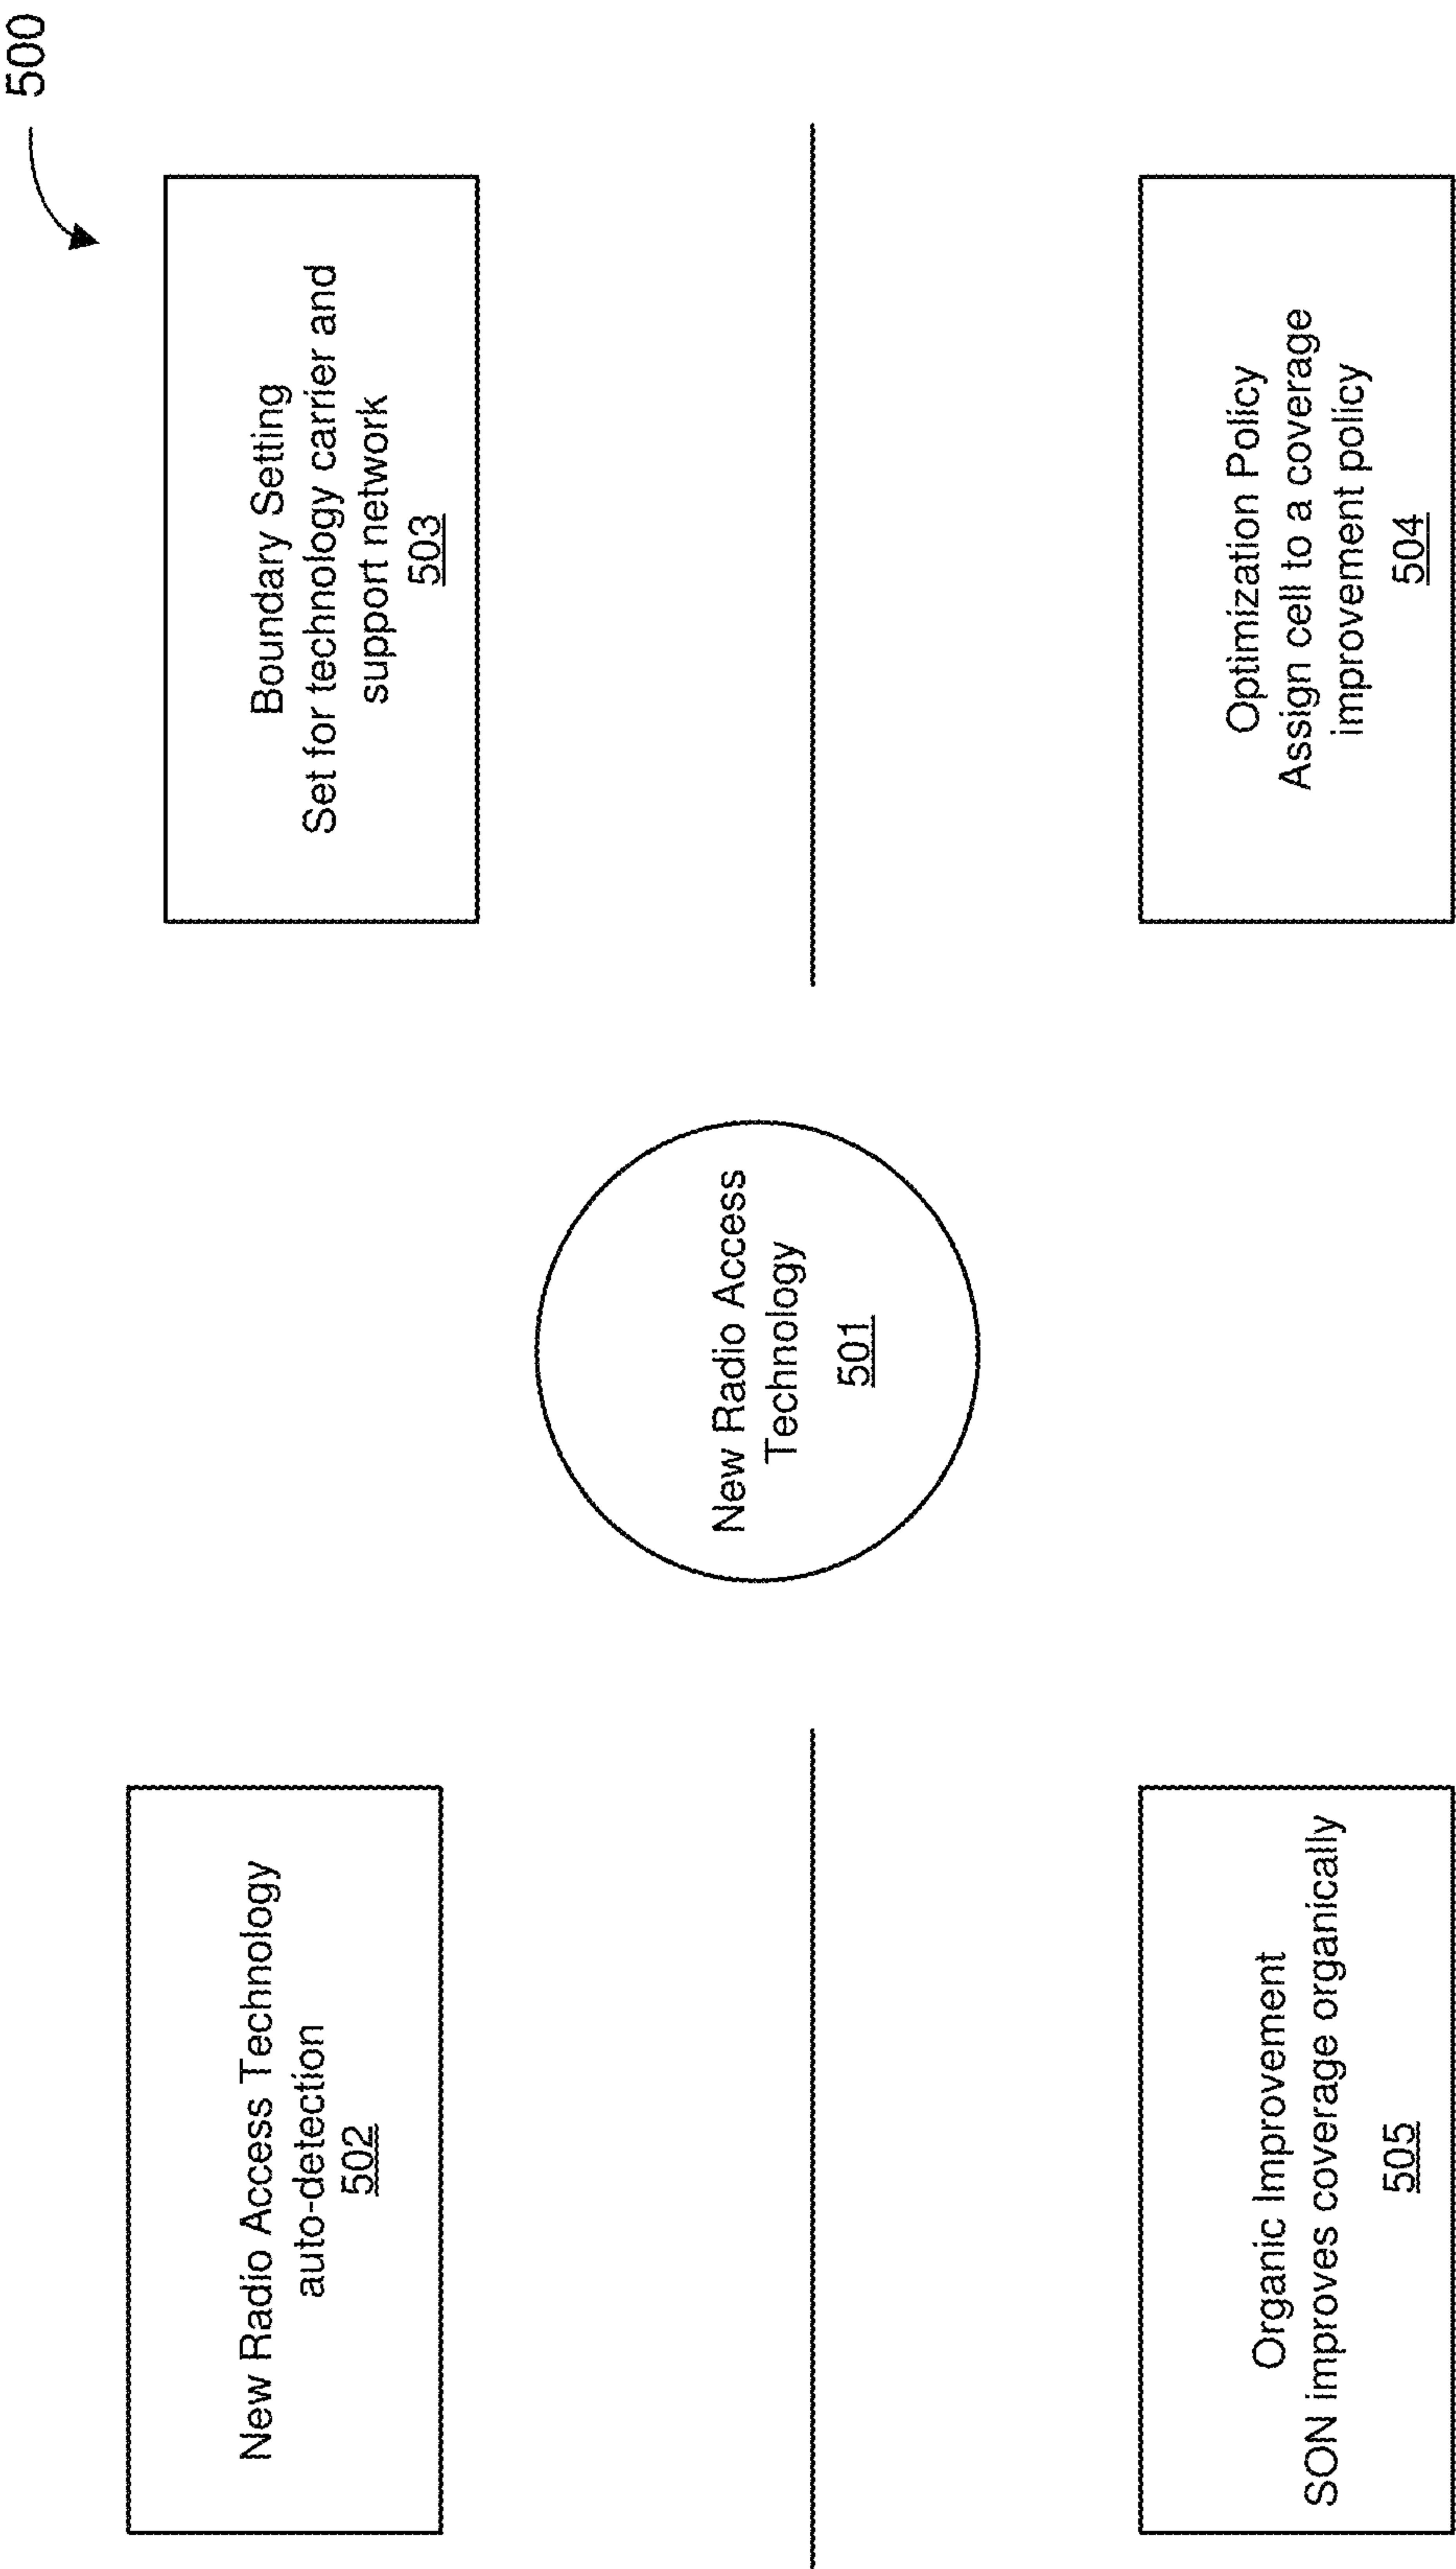 500
New Radio Access Technology
auto-detection
502
Boundary Setting
Set for technology carrier and
support network
503
New Radio Access
Technology
501
Organic Improvement
SON improves coverage organically
505
Optimization Policy
Assign cell to a coverage
improvement policy
504